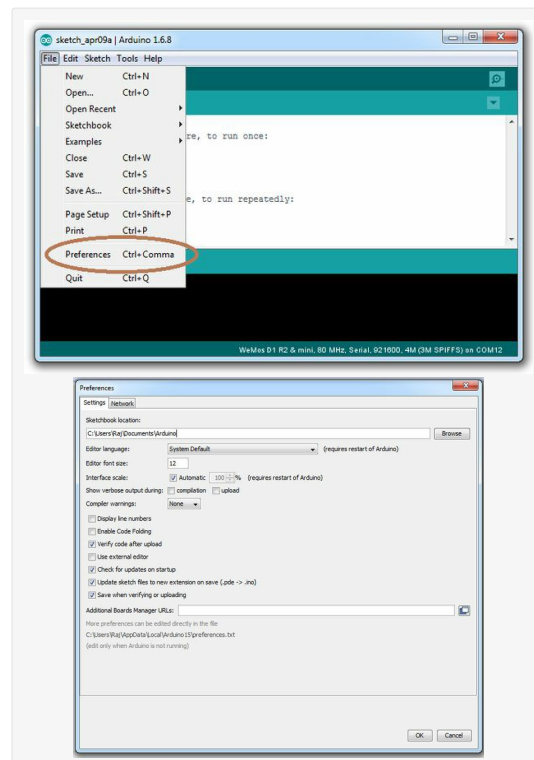 sketch_apr09a | Arduino 1.6.8
File Edit Sketch Tools Help
New Ctrl+N
Open... Ctrl+O
Open Recent
Sketchbook
Examples
re, to run once:
Close Ctrl+W
Save Ctrl+S
Save As... Ctrl+Shift+S
e, to run repeatedly:
Page Setup Ctrl+Shift+P
Print Ctrl+P
Preferences Ctrl+Comma
Quit Ctrl+Q
WeMos D1 R2 & mini, 80 MHz, Serial, 921600, 4M (3M SPIFFS) on COM12
Preferences
Settings Network
Sketchbook location:
C:\Users\Raj\Documents\Arduino
Browse
Editor language: System Default (requires restart of Arduino)
Editor font size: 12
Interface scale: Automatic 100 % (requires restart of Arduino)
Show verbose output during: compilation upload
Compiler warnings: None
Display line numbers
Enable Code Folding
Verify code after upload
Use external editor
Check for updates on startup
Update sketch files to new extension on save (.pde -> .ino)
Save when verifying or uploading
Additional Boards Manager URLs:
More preferences can be edited directly in the file
C:\Users\Raj\AppData\Local\Arduino15\preferences.txt
(edit only when Arduino is not running)
OK Cancel